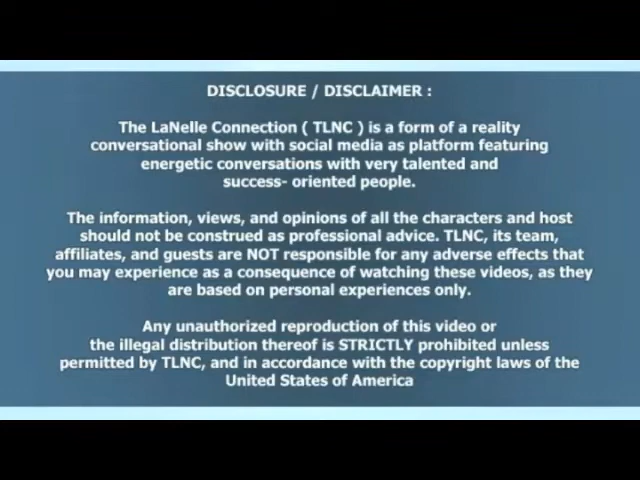 DISCLOSURE / DISCLAIMER :
The LaNelle Connection ( TLNC ) is a form of a reality
conversational show with social media as platform featuring
energetic conversations with very talented and
success- oriented people.
The information, views, and opinions of all the characters and host
should not be construed as professional advice. TLNC, its team,
affiliates, and guests are NOT responsible for any adverse effects that
you may experience as a consequence of watching these videos, as they
are based on personal experiences only.
Any unauthorized reproduction of this video or
the illegal distribution thereof is STRICTLY prohibited unless
permitted by TLNC, and in accordance with the copyright laws of the
United States of America